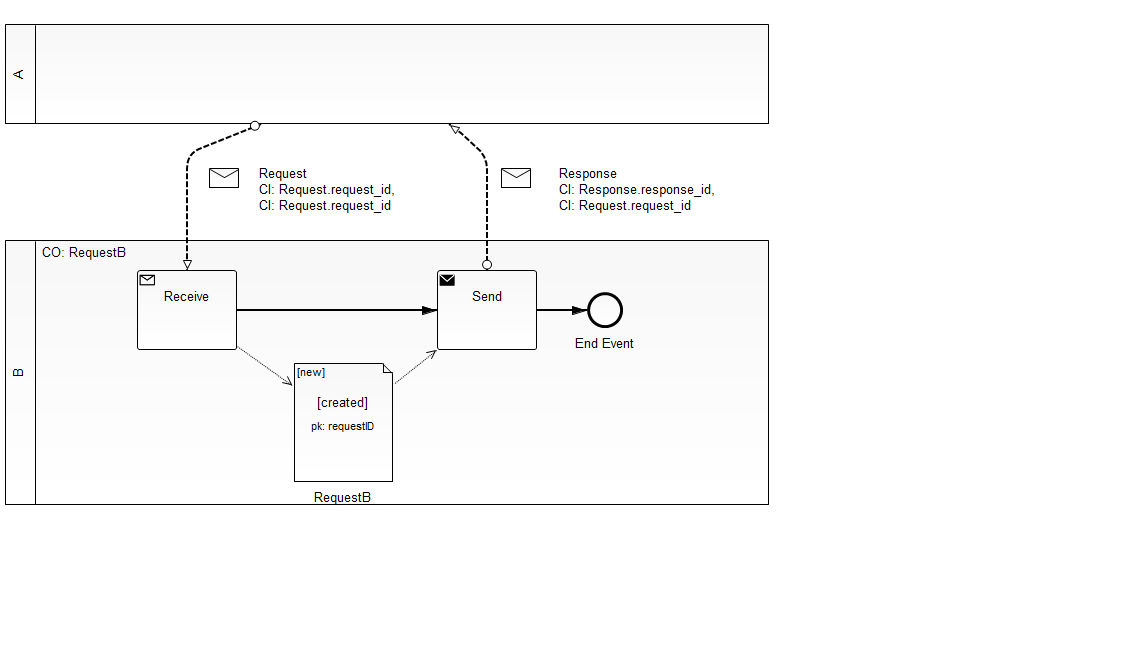 A
Request
CI: Request.request_id,
CI: Request.request_id
Response
CI: Response.response_id,
CI: Request.request_id
B
CO: RequestB
Receive
Send
End Event
[new]
[created]
pk: requestID
RequestB